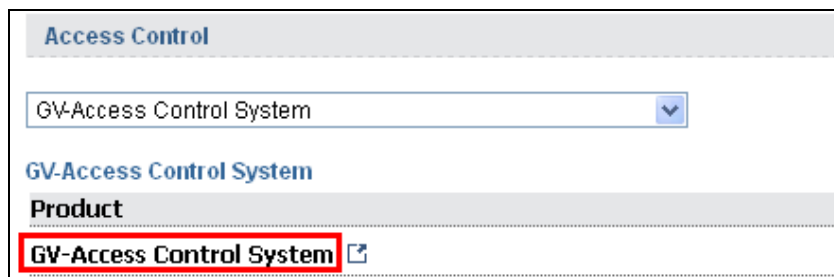 Access Control
GV-Access Control System
GV-Access Control System
Product
GV-Access Control System